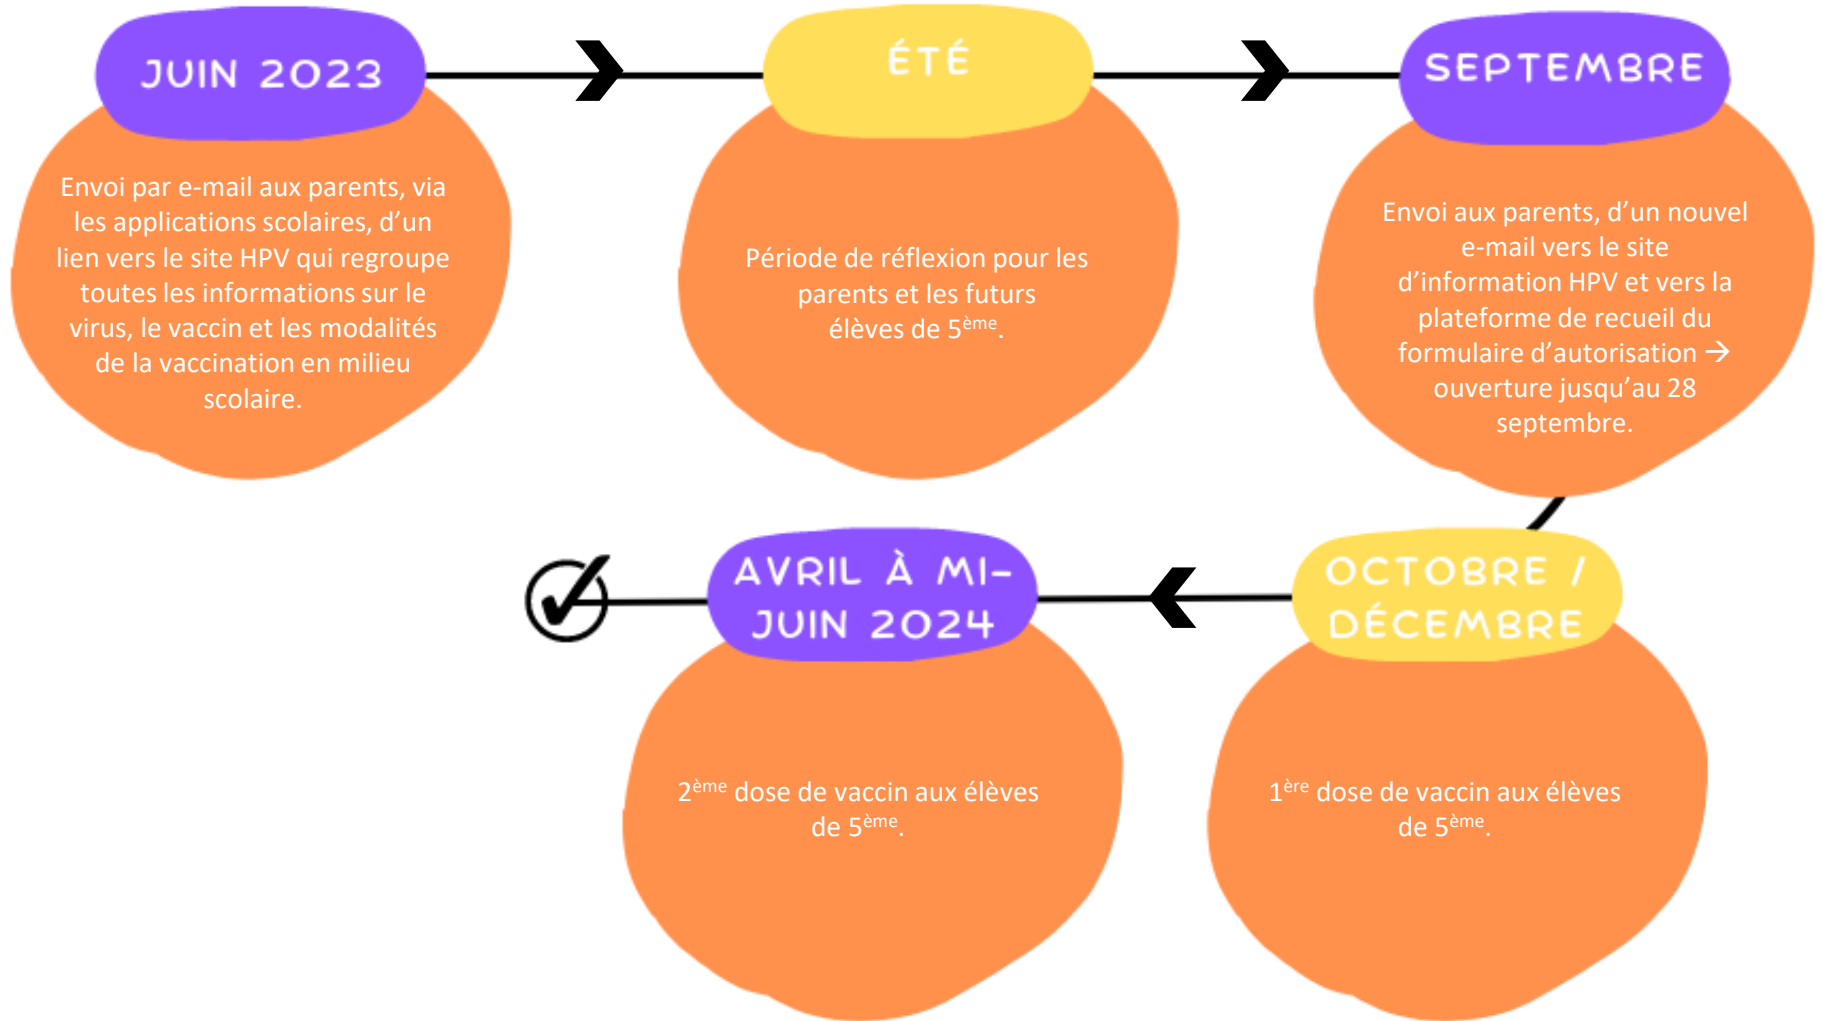 JUIN 2023
Envoi par e-mail aux parents, via
les applications scolaires, d’un
lien vers le site HPV qui regroupe
toutes les informations sur le
virus, le vaccin et les modalités
de la vaccination en milieu
scolaire.
ÉTÉ
Période de réflexion pour les
parents et les futurs
élèves de 5ème.
SEPTEMBRE
Envoi aux parents, d’un nouvel
e-mail vers le site
d’information HPV et vers la
plateforme de recueil du
formulaire d’autorisation →
ouverture jusqu’au 28
septembre.
OCTOBRE /
DÉCEMBRE
1ère dose de vaccin aux élèves
de 5ème.
AVRIL À MI-
JUIN 2024
2ème dose de vaccin aux élèves
de 5ème.